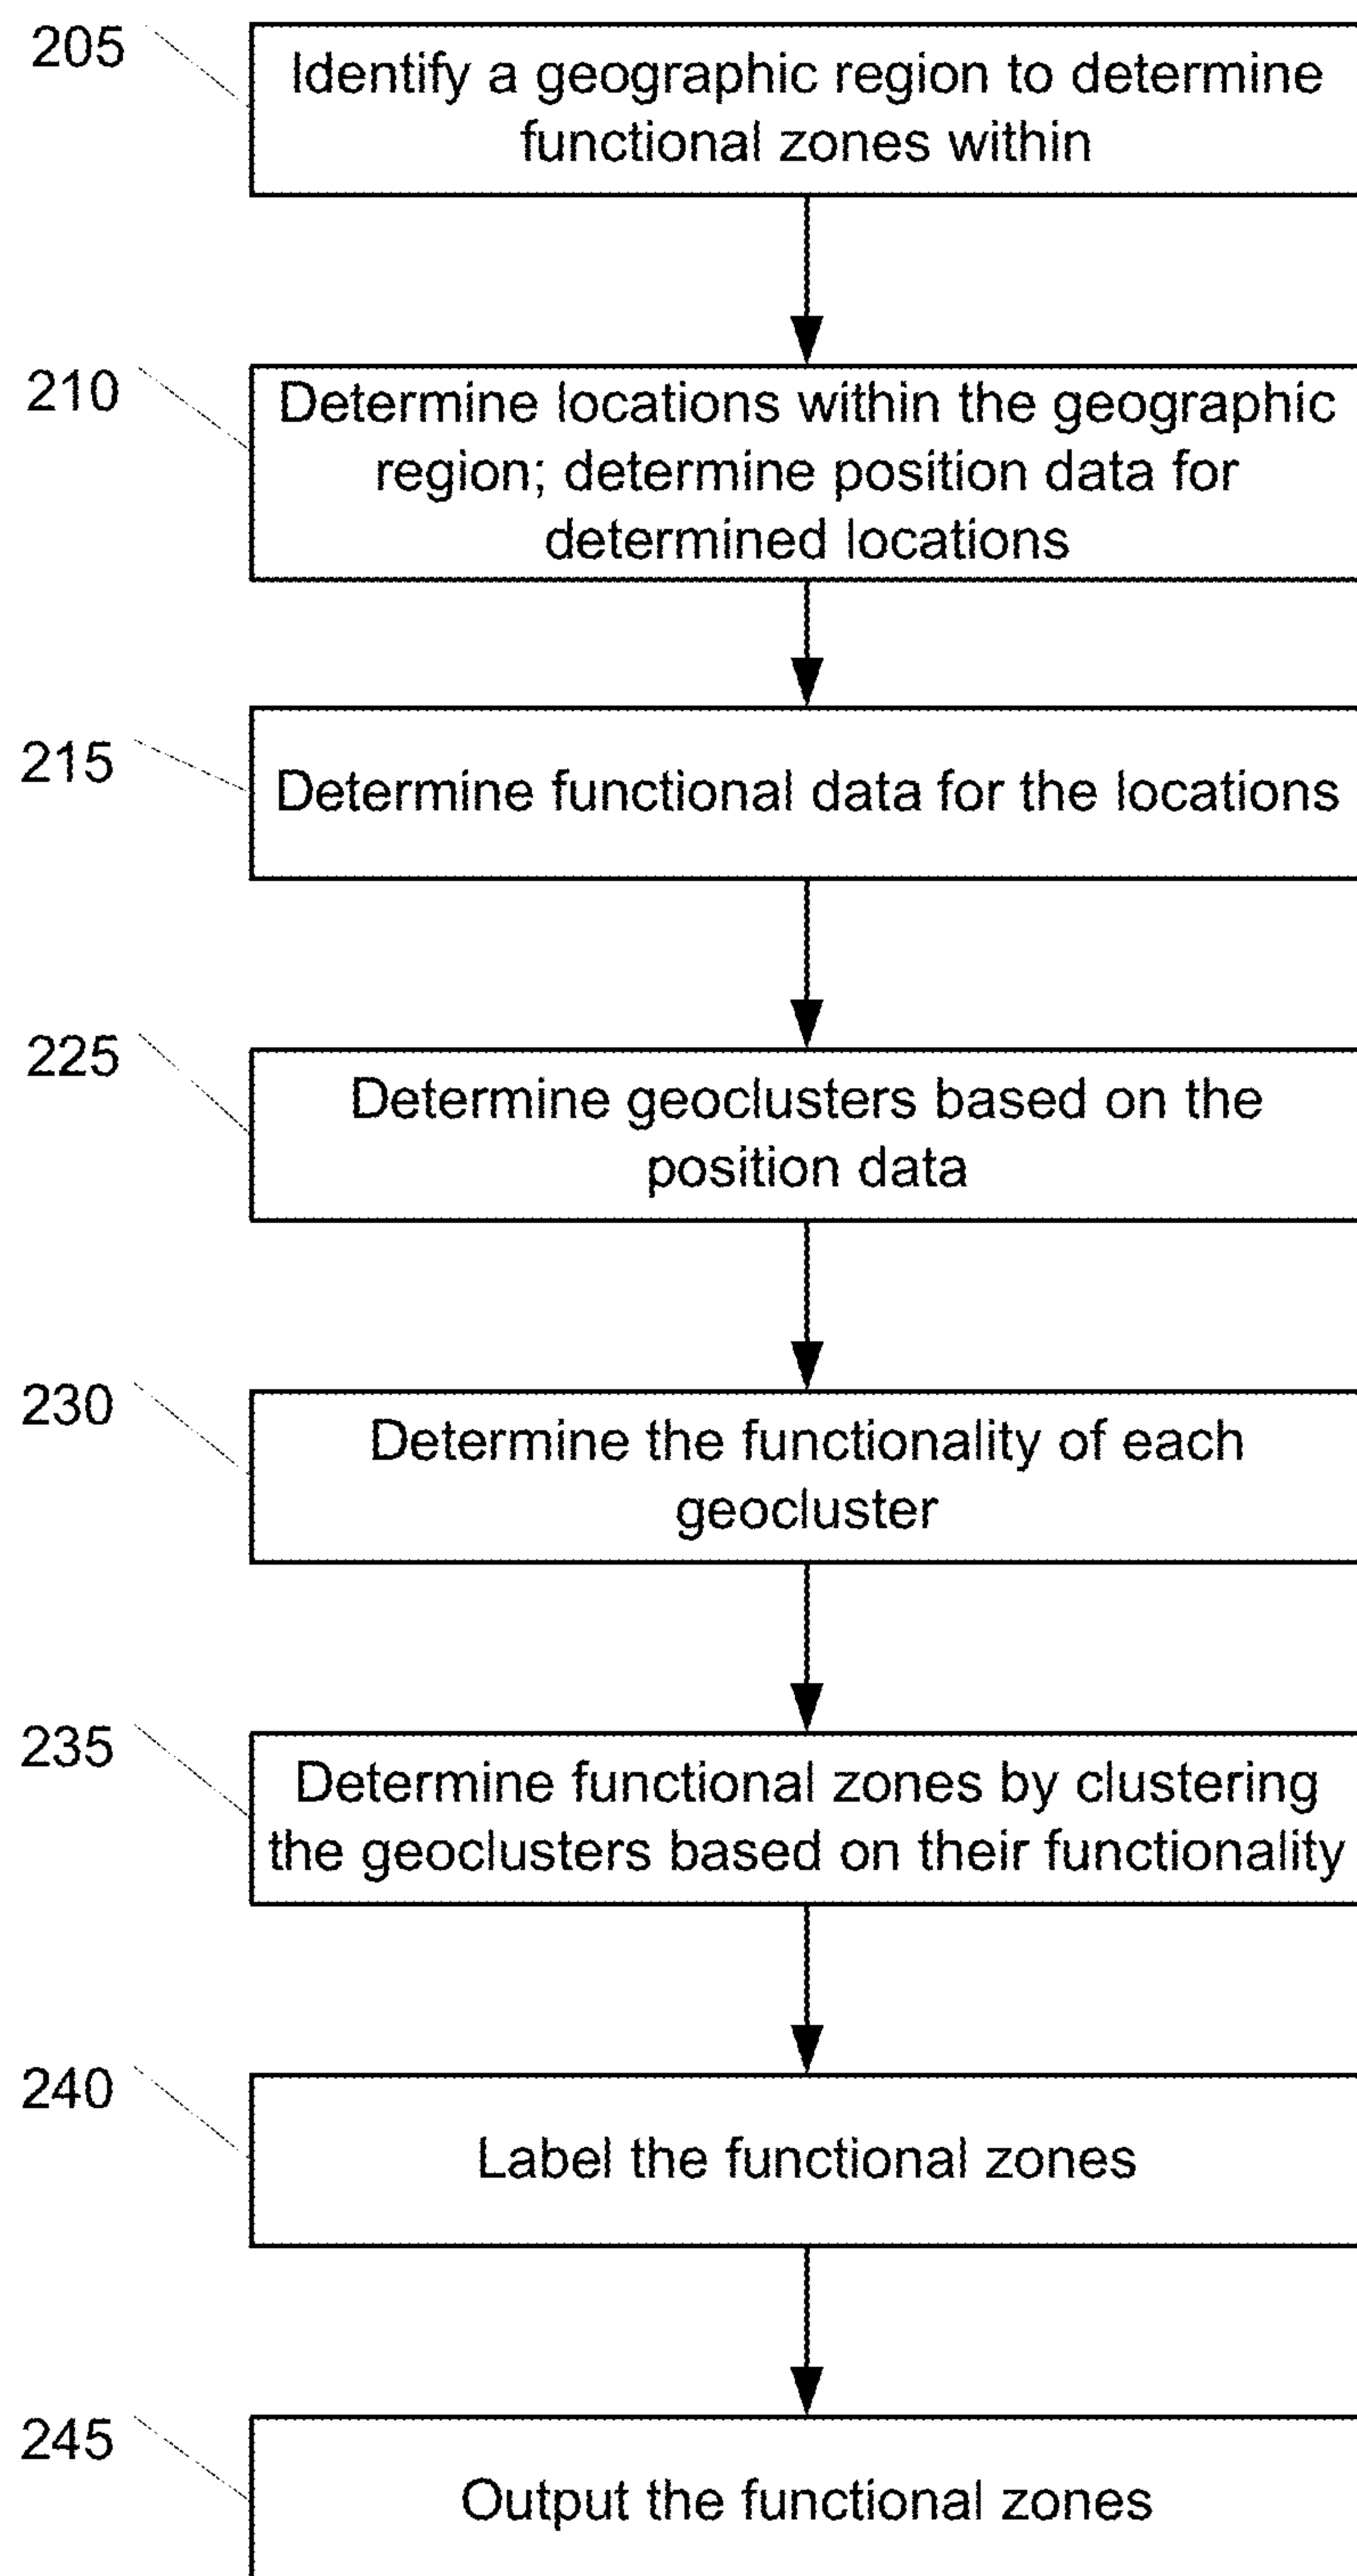 205
Identify a geographic region to determine
functional zones within
210
Determine locations within the geographic
region; determine position data for
determined locations
215
Determine functional data for the locations
225
Determine geoclusters based on the
position data
230
Determine the functionality of each
geocluster
235
Determine functional zones by clustering
the geoclusters based on their functionality
240
Label the functional zones
245
Output the functional zones